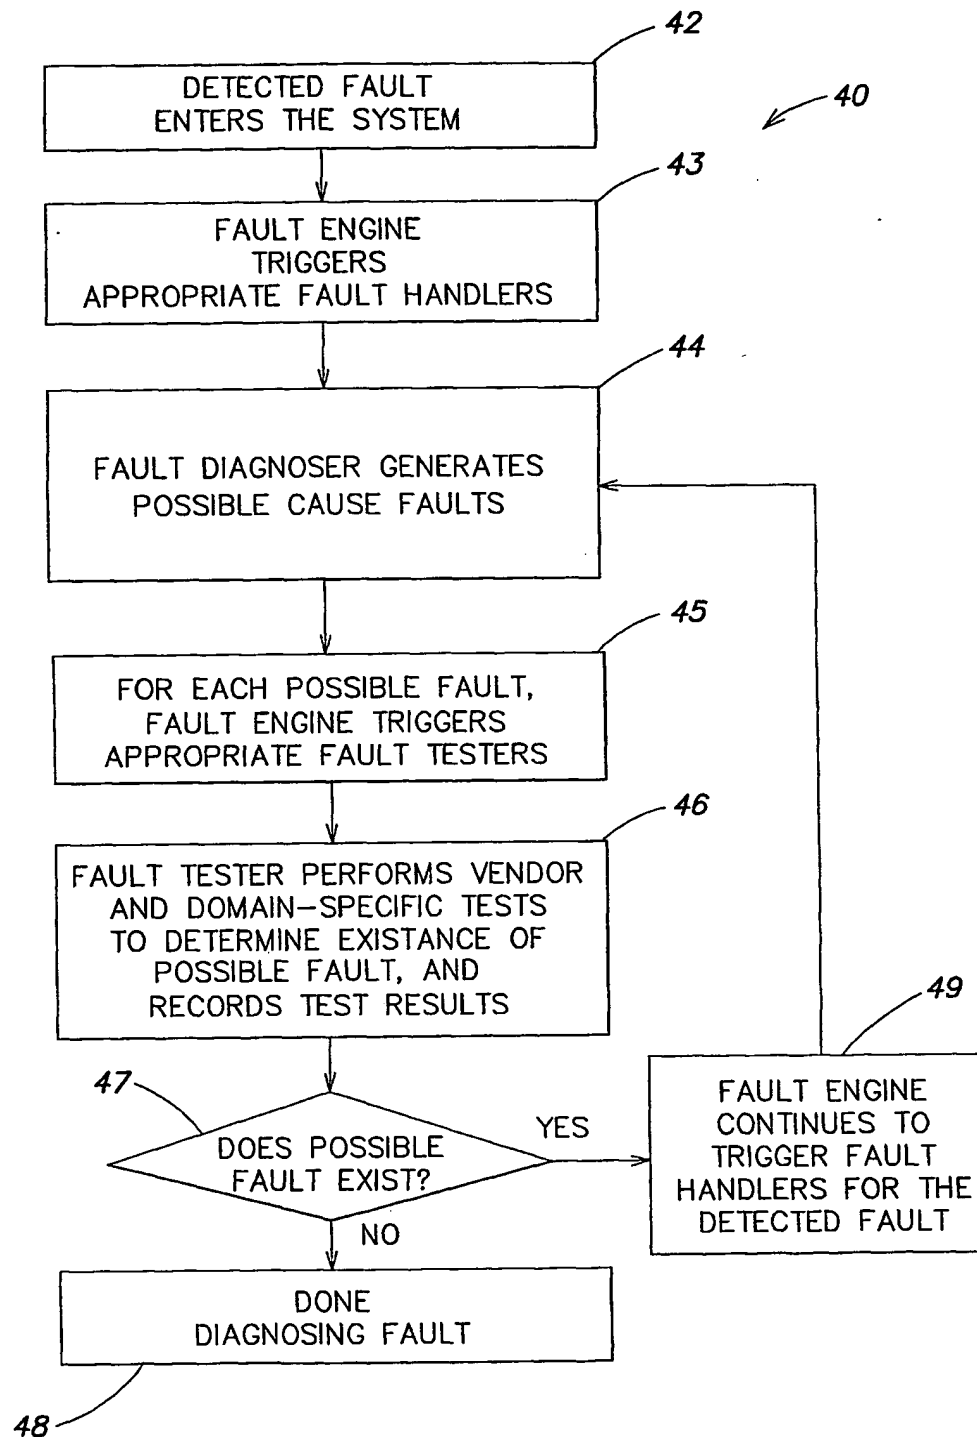 42
DETECTED FAULT
ENTERS THE SYSTEM
40
43
FAULT ENGINE
TRIGGERS
APPROPRIATE FAULT HANDLERS
44
FAULT DIAGNOSER GENERATES
POSSIBLE CAUSE FAULTS
45
FOR EACH POSSIBLE FAULT,
FAULT ENGINE TRIGGERS
APPROPRIATE FAULT TESTERS
46
FAULT TESTER PERFORMS VENDOR
AND DOMAIN-SPECIFIC TESTS
TO DETERMINE EXISTANCE OF
POSSIBLE FAULT, AND
RECORDS TEST RESULTS
47
DOES POSSIBLE
FAULT EXIST?
YES
NO
49
FAULT ENGINE
CONTINUES TO
TRIGGER FAULT
HANDLERS FOR THE
DETECTED FAULT
DONE
DIAGNOSING FAULT
48